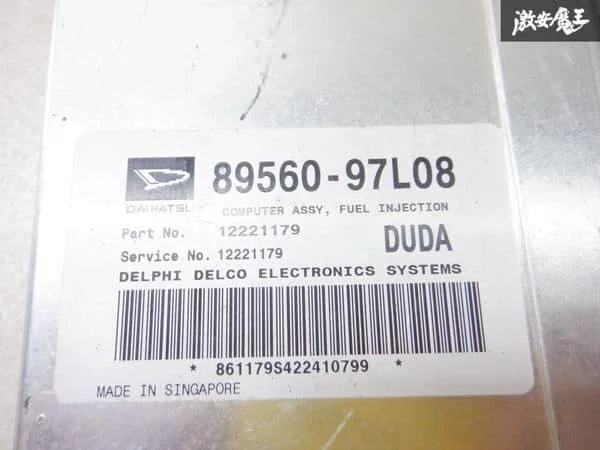 激安魔王
89560-97L08
DAIHATSU
COMPUTER ASSY, FUEL INJECTION
Part No. 12221179
Service No. 12221179
DUDA
DELPHI DELCO ELECTRONICS SYSTEMS
* 861179S422410799 *
MADE IN SINGAPORE